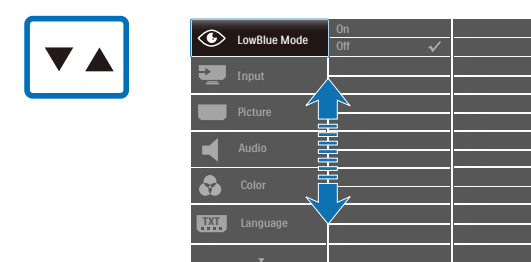 LowBlue Mode
On
Off
Input
Picture
Audio
Color
TXT
Language